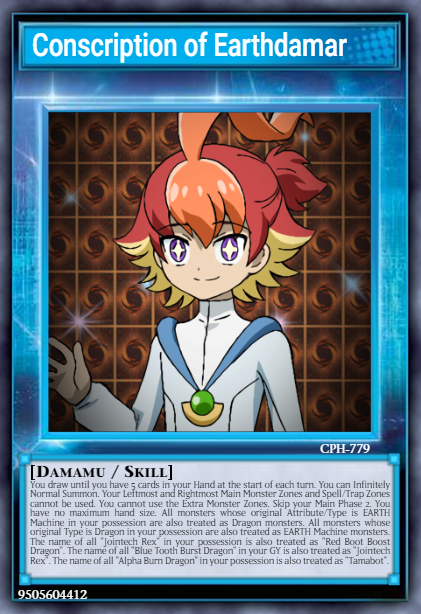 Conscription of Earthdamar
CPH-779
[Damamu / Skill]
You draw until you have 5 cards in your Hand at the start of each turn. You can Infinitely
Normal Summon. Your Leftmost and Rightmost Main Monster Zones and Spell/Trap Zones
cannot be used. You cannot use the Extra Monster Zones. Skip your Main Phase 2. You
have no maximum hand size. All monsters whose original Attribute/Type is EARTH
Machine in your possession are also treated as Dragon monsters. All monsters whose
original Type is Dragon in your possession are also treated as EARTH Machine monsters.
The name of all "Jointech Rex" in your possession is also treated as "Red Boot Boost
Dragon". The name of all "Blue Tooth Burst Dragon" in your GY is also treated as "Jointech
Rex". The name of all "Alpha Burn Dragon" in your possession is also treated as "Tamabot".
9505604412